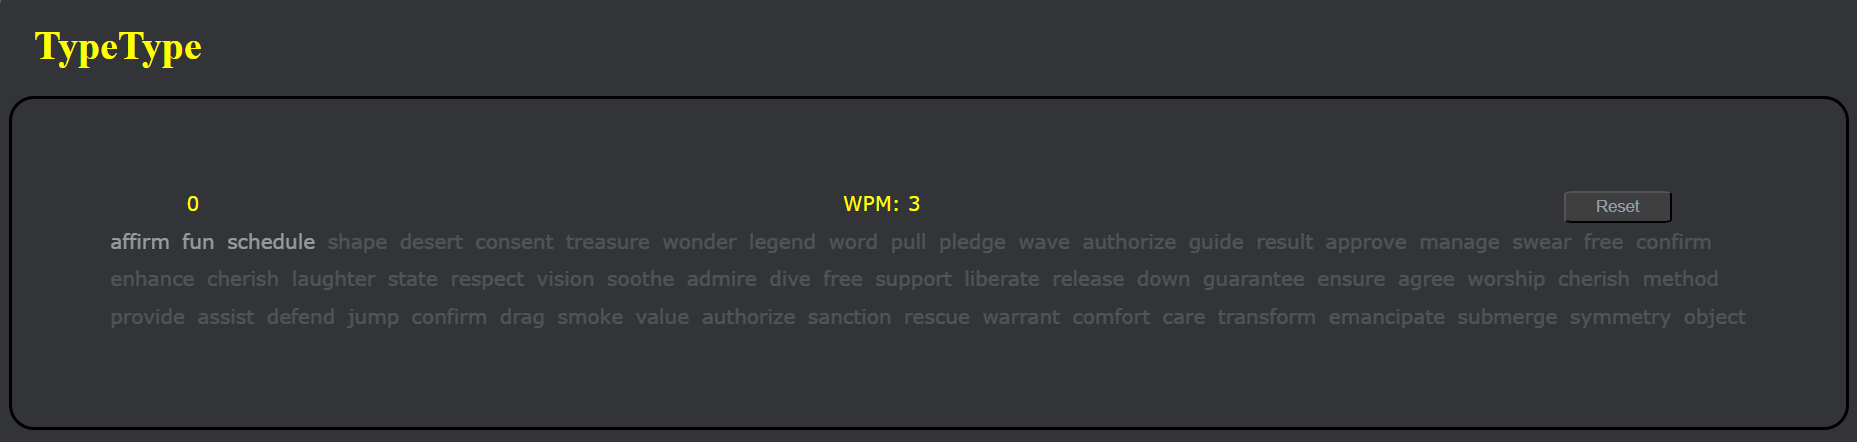 TypeType
0 WPM: 3 Reset
affirm fun schedule shape desert consent treasure wonder legend word pull pledge wave authorize guide result approve manage swear free confirm
enhance cherish laughter state respect vision soothe admire dive free support liberate release down guarantee ensure agree worship cherish method
provide assist defend jump confirm drag smoke value authorize sanction rescue warrant comfort care transform emancipate submerge symmetry object